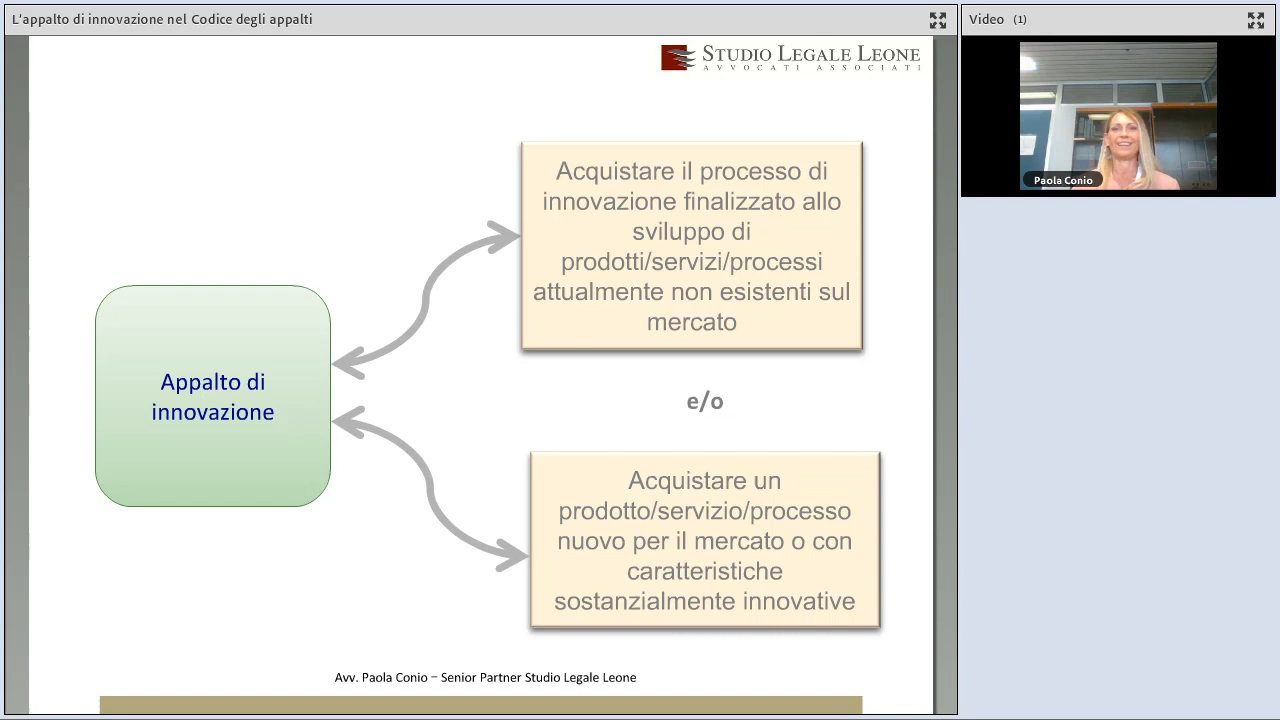 L'appalto di innovazione nel Codice degli appalti
Video (1)
STUDIO LEGALE LEONE
AVVOCATI ASSOCIATI
Paola Conio
Acquistare il processo di
innovazione finalizzato allo
sviluppo di
prodotti/servizi/processi
attualmente non esistenti sul
mercato
Appalto di
innovazione
e/o
Acquistare un
prodotto/servizio/processo
nuovo per il mercato o con
caratteristiche
sostanzialmente innovative
Avv. Paola Conio – Senior Partner Studio Legale Leone